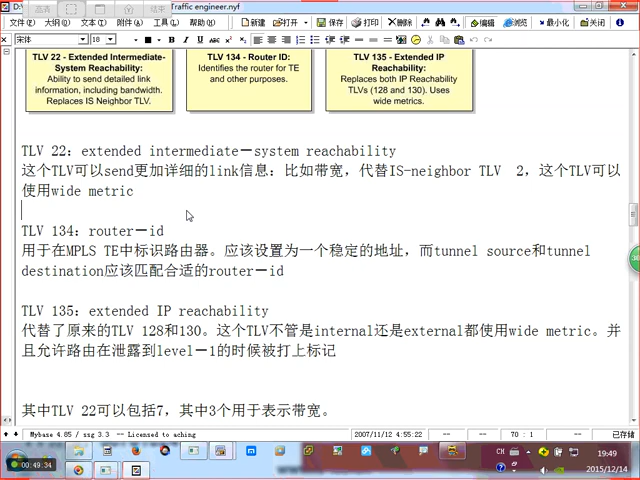 D:\
Traffic engineer.nyf
文件(F) 编辑(E) 文本(T) 附件(A) 工具(L) 帮助(H)
新建 打开 保存 打印 删除 编辑 浏览 最小化 关闭
宋体 18
TLV 22 - Extended Intermediate-
System Reachability:
Ability to send detailed link
information, including bandwidth.
Replaces IS Neighbor TLV.
TLV 134 - Router ID:
Identifies the router for TE
and other purposes.
TLV 135 - Extended IP
Reachability:
Replaces both IP Reachability
TLVs (128 and 130). Uses
wide metrics.
TLV 22：extended intermediate－system reachability
这个TLV可以send更加详细的link信息：比如带宽，代替IS-neighbor TLV 2，这个TLV可以
使用wide metric
TLV 134：router－id
用于在MPLS TE中标识路由器。应该设置为一个稳定的地址，而tunnel source和tunnel
destination应该匹配合适的router－id
TLV 135：extended IP reachability
代替了原来的TLV 128和130。这个TLV不管是internal还是external都使用wide metric。并
且允许路由在泄露到level－1的时候被打上标记
其中TLV 22可以包括7，其中3个用于表示带宽。
Mybase 4.85 / ssg 3.3 -- Licensed to aching
2007/11/12 4:55:22
70 : 1
已存储
00:49:34
CH
19:49
2015/12/14